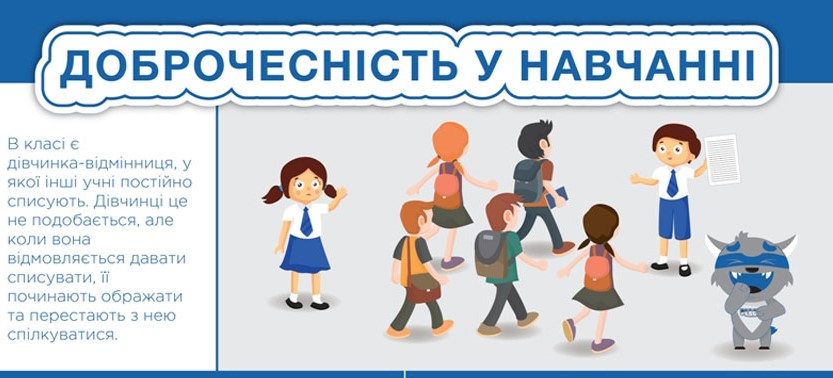 ДОБРОЧЕСНІСТЬ У НАВЧАННІ
В класі є
дівчинка-відмінниця, у
якої інші учні постійно
списують. Дівчинці це
не подобається, але
коли вона
відмовляється давати
списувати, її
починають ображати
та перестають з нею
спілкуватися.